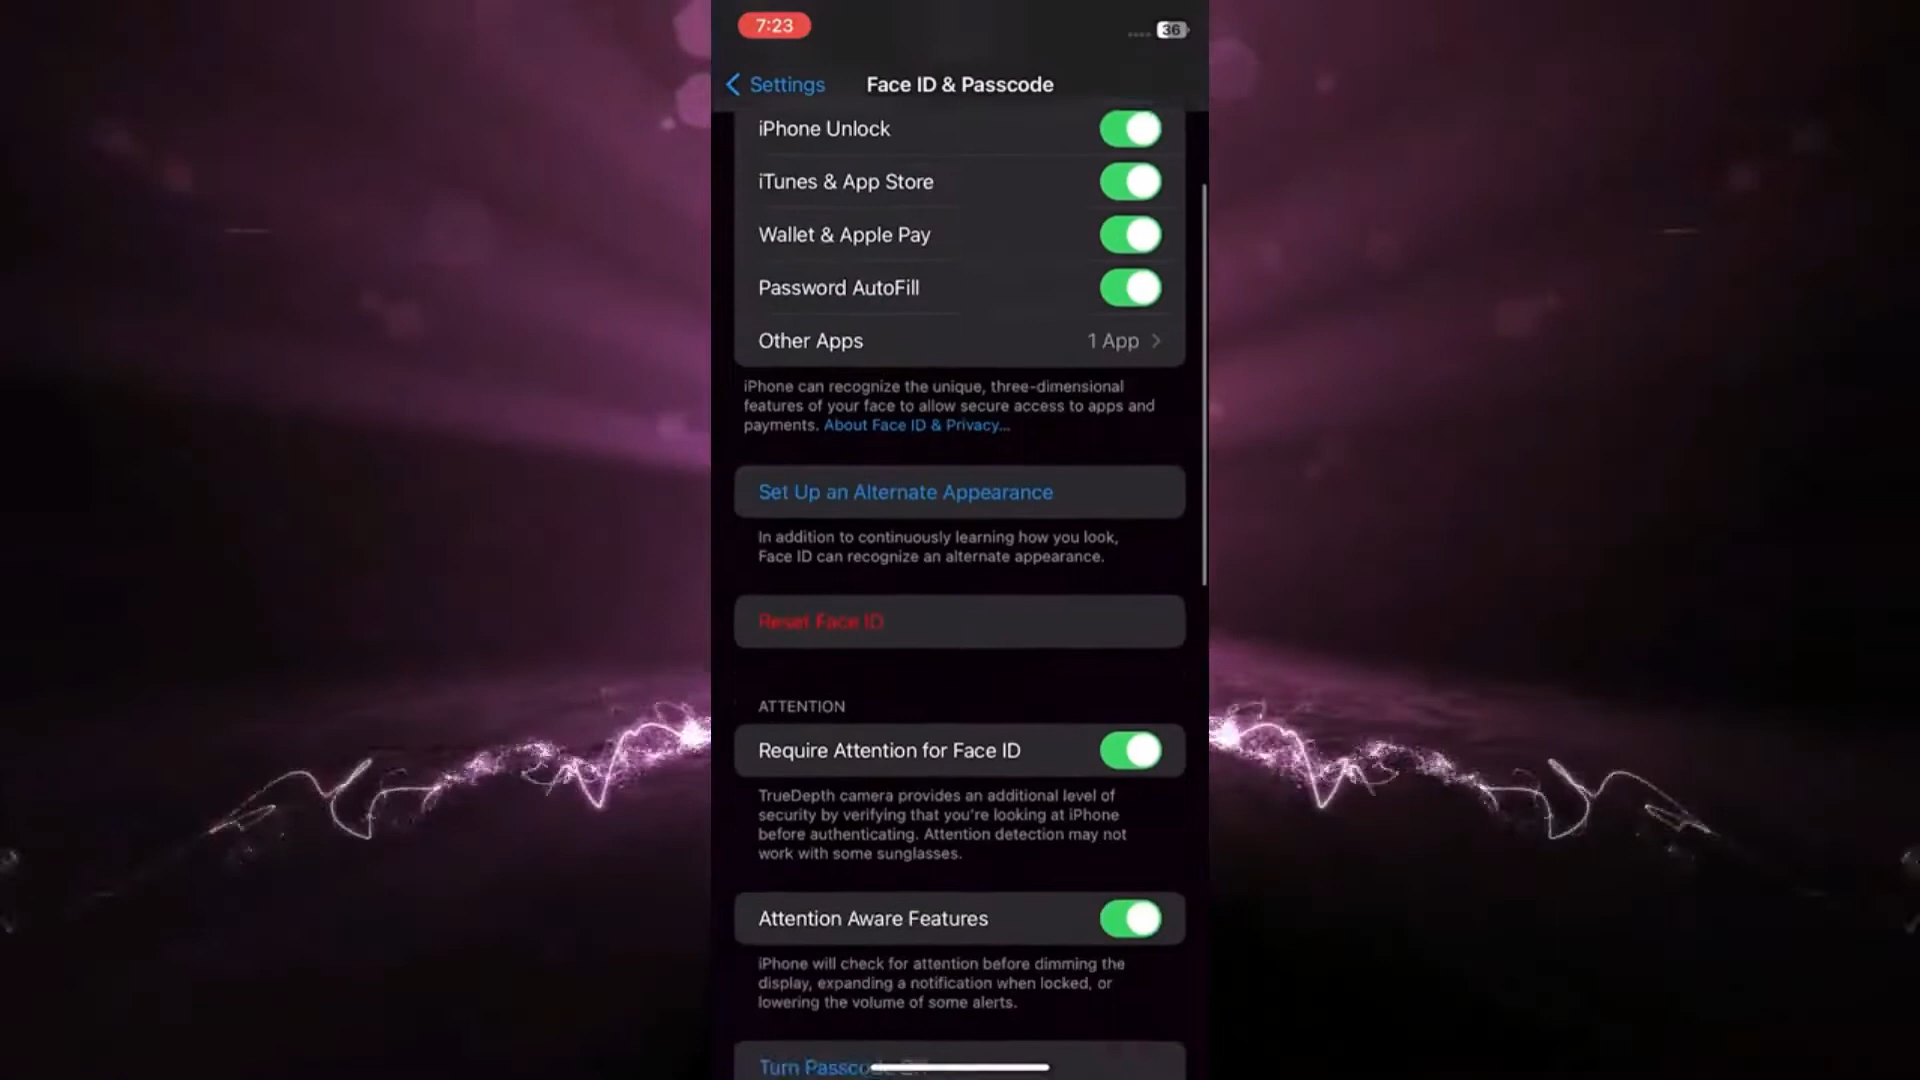 7:23
36
Settings
Face ID & Passcode
iPhone Unlock
iTunes & App Store
Wallet & Apple Pay
Password AutoFill
Other Apps
1 App
iPhone can recognize the unique, three-dimensional
features of your face to allow secure access to apps and
payments. About Face ID & Privacy...
Set Up an Alternate Appearance
In addition to continuously learning how you look,
Face ID can recognize an alternate appearance.
Reset Face ID
ATTENTION
Require Attention for Face ID
TrueDepth camera provides an additional level of
security by verifying that you're looking at iPhone
before authenticating. Attention detection may not
work with some sunglasses.
Attention Aware Features
iPhone will check for attention before dimming the
display, expanding a notification when locked, or
lowering the volume of some alerts.
Turn